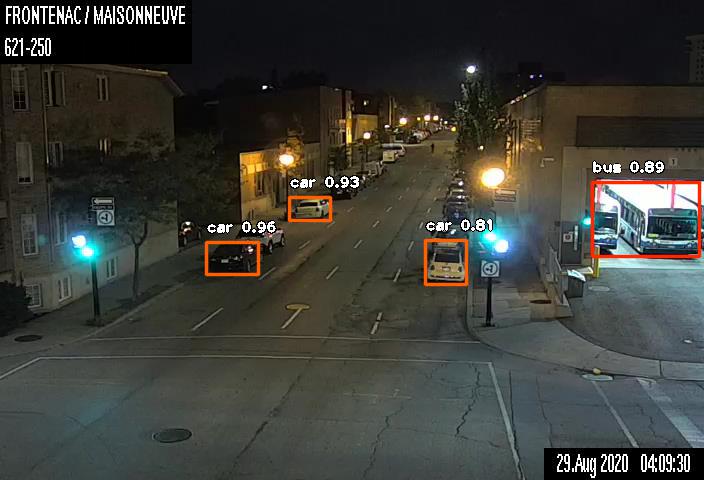 FRONTENAC / MAISONNEUVE
621-250
car 0.93
bus 0.89
car 0.96
car 0.81
29.Aug 2020 04:09:30